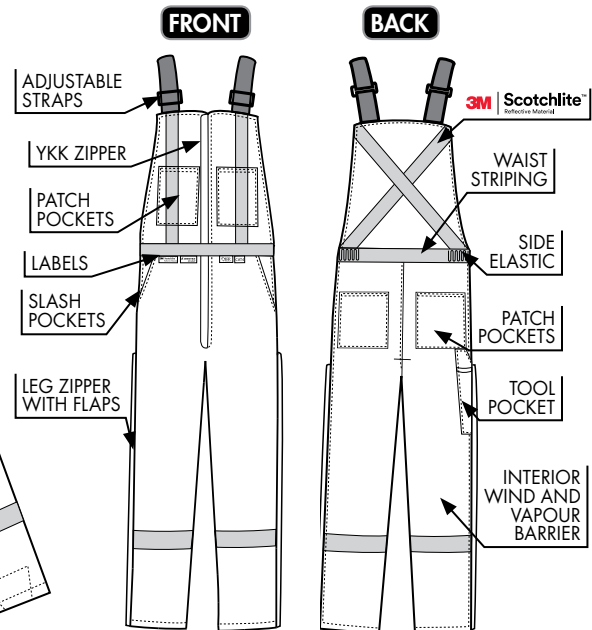 FRONT
BACK
ADJUSTABLE
STRAPS
YKK ZIPPER
PATCH
POCKETS
LABELS
SLASH
POCKETS
LEG ZIPPER
WITH FLAPS
3M Scotchlite™
Reflective Material
WAIST
STRIPING
SIDE
ELASTIC
PATCH
POCKETS
TOOL
POCKET
INTERIOR
WIND AND
VAPOUR
BARRIER